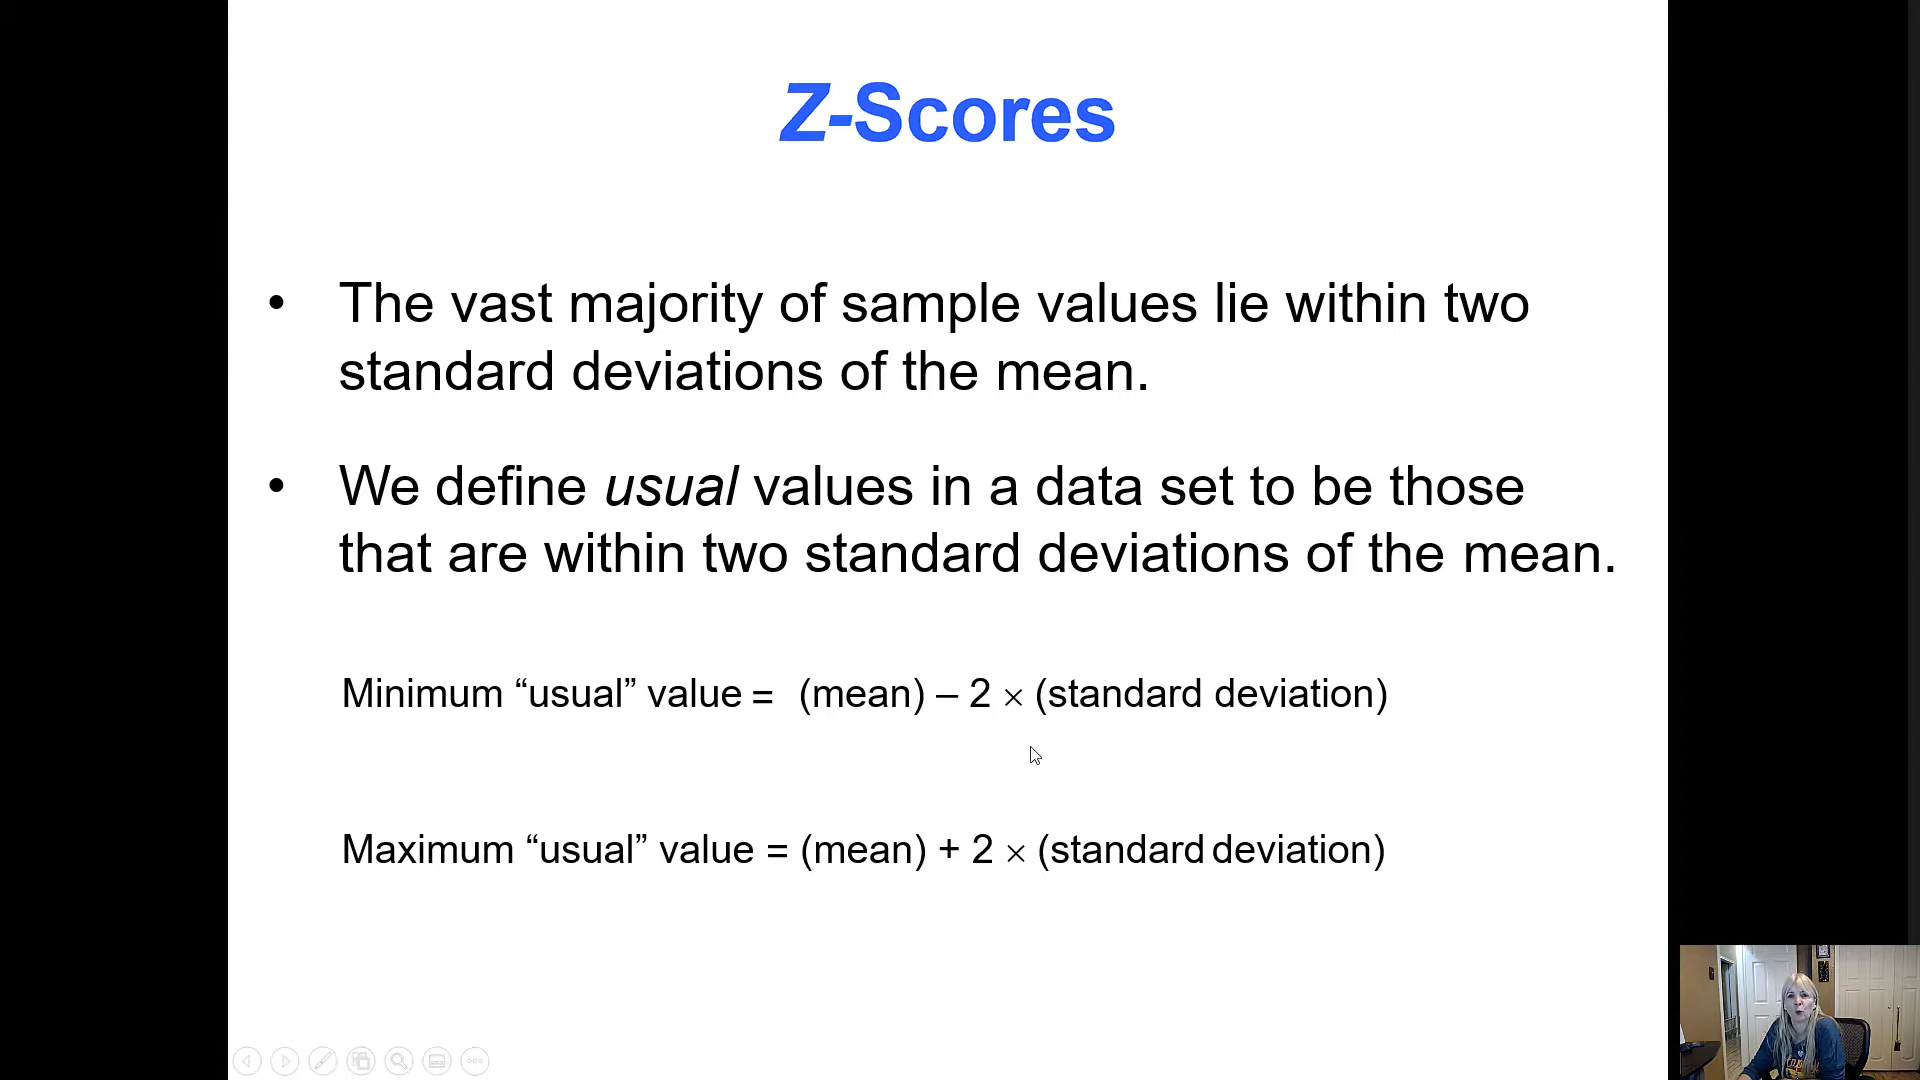 Z-Scores
• The vast majority of sample values lie within two
standard deviations of the mean.
• We define usual values in a data set to be those
that are within two standard deviations of the mean.
Minimum “usual” value = (mean) – 2 × (standard deviation)
Maximum “usual” value = (mean) + 2 × (standard deviation)